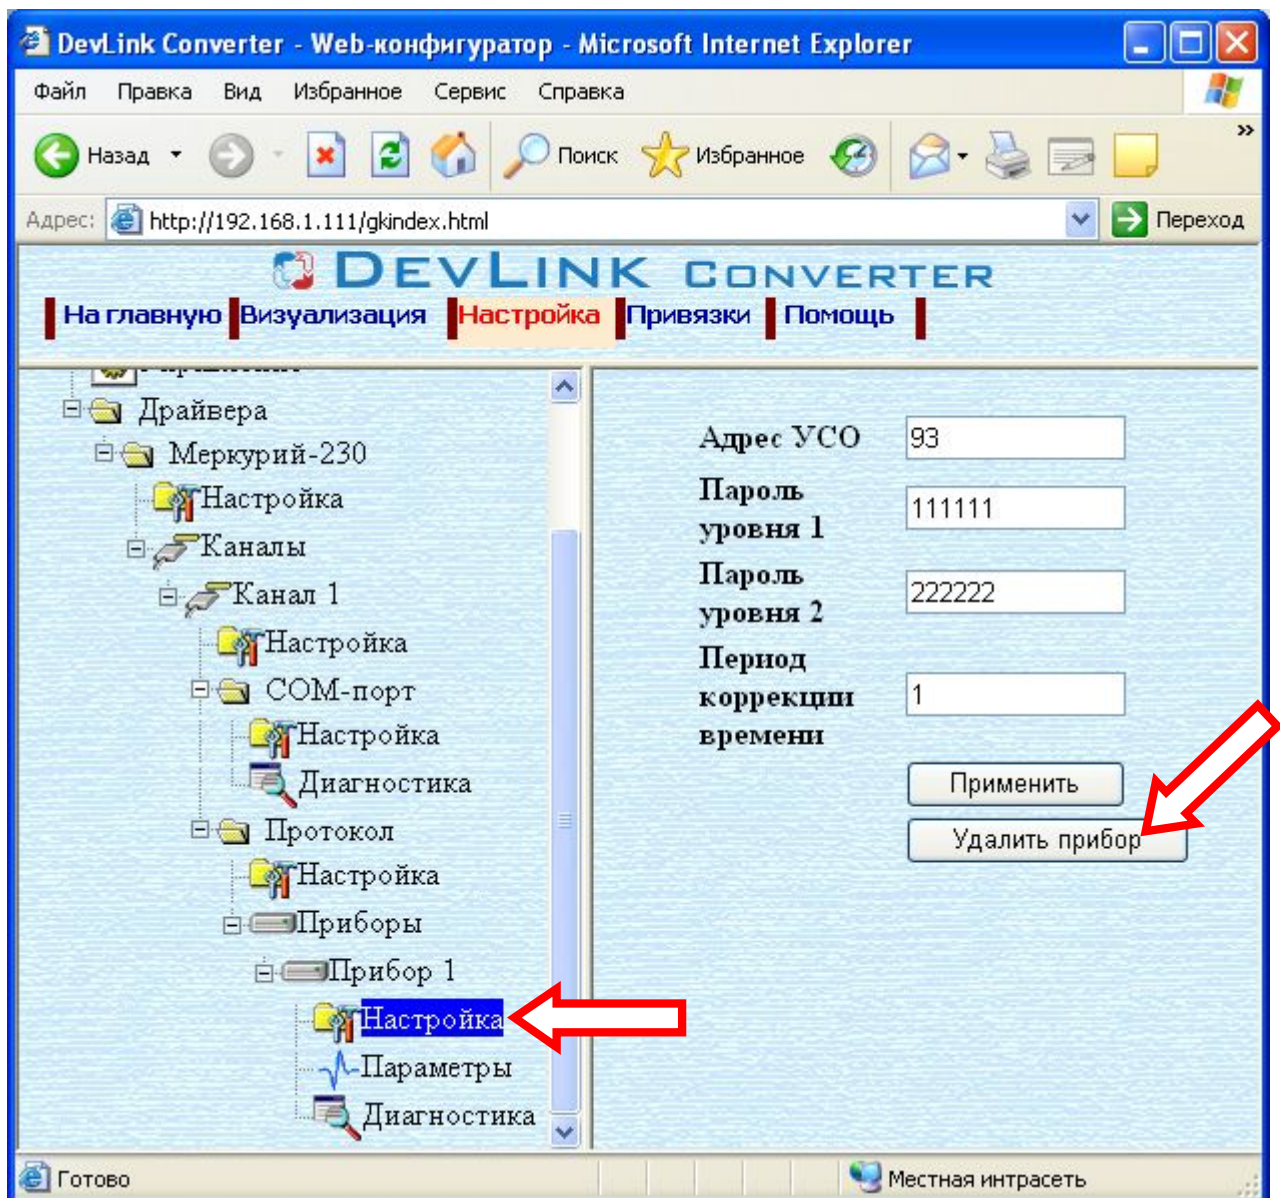 DevLink Converter - Web-конфигуратор - Microsoft Internet Explorer
Файл Правка Вид Избранное Сервис Справка
Назад Поиск Избранное »
Адрес: http://192.168.1.111/gkindex.html Переход
DEVLINK CONVERTER
На главную Визуализация Настройка Привязки Помощь
Драйвера
Меркурий-230
Настройка
Каналы
Канал 1
Настройка
COM-порт
Настройка
Диагностика
Протокол
Настройка
Приборы
Прибор 1
Настройка
Параметры
Диагностика
Адрес УСО 93
Пароль
уровня 1 111111
Пароль
уровня 2 222222
Период
коррекции 1
времени
Применить
Удалить прибор
Готово Местная интрасеть